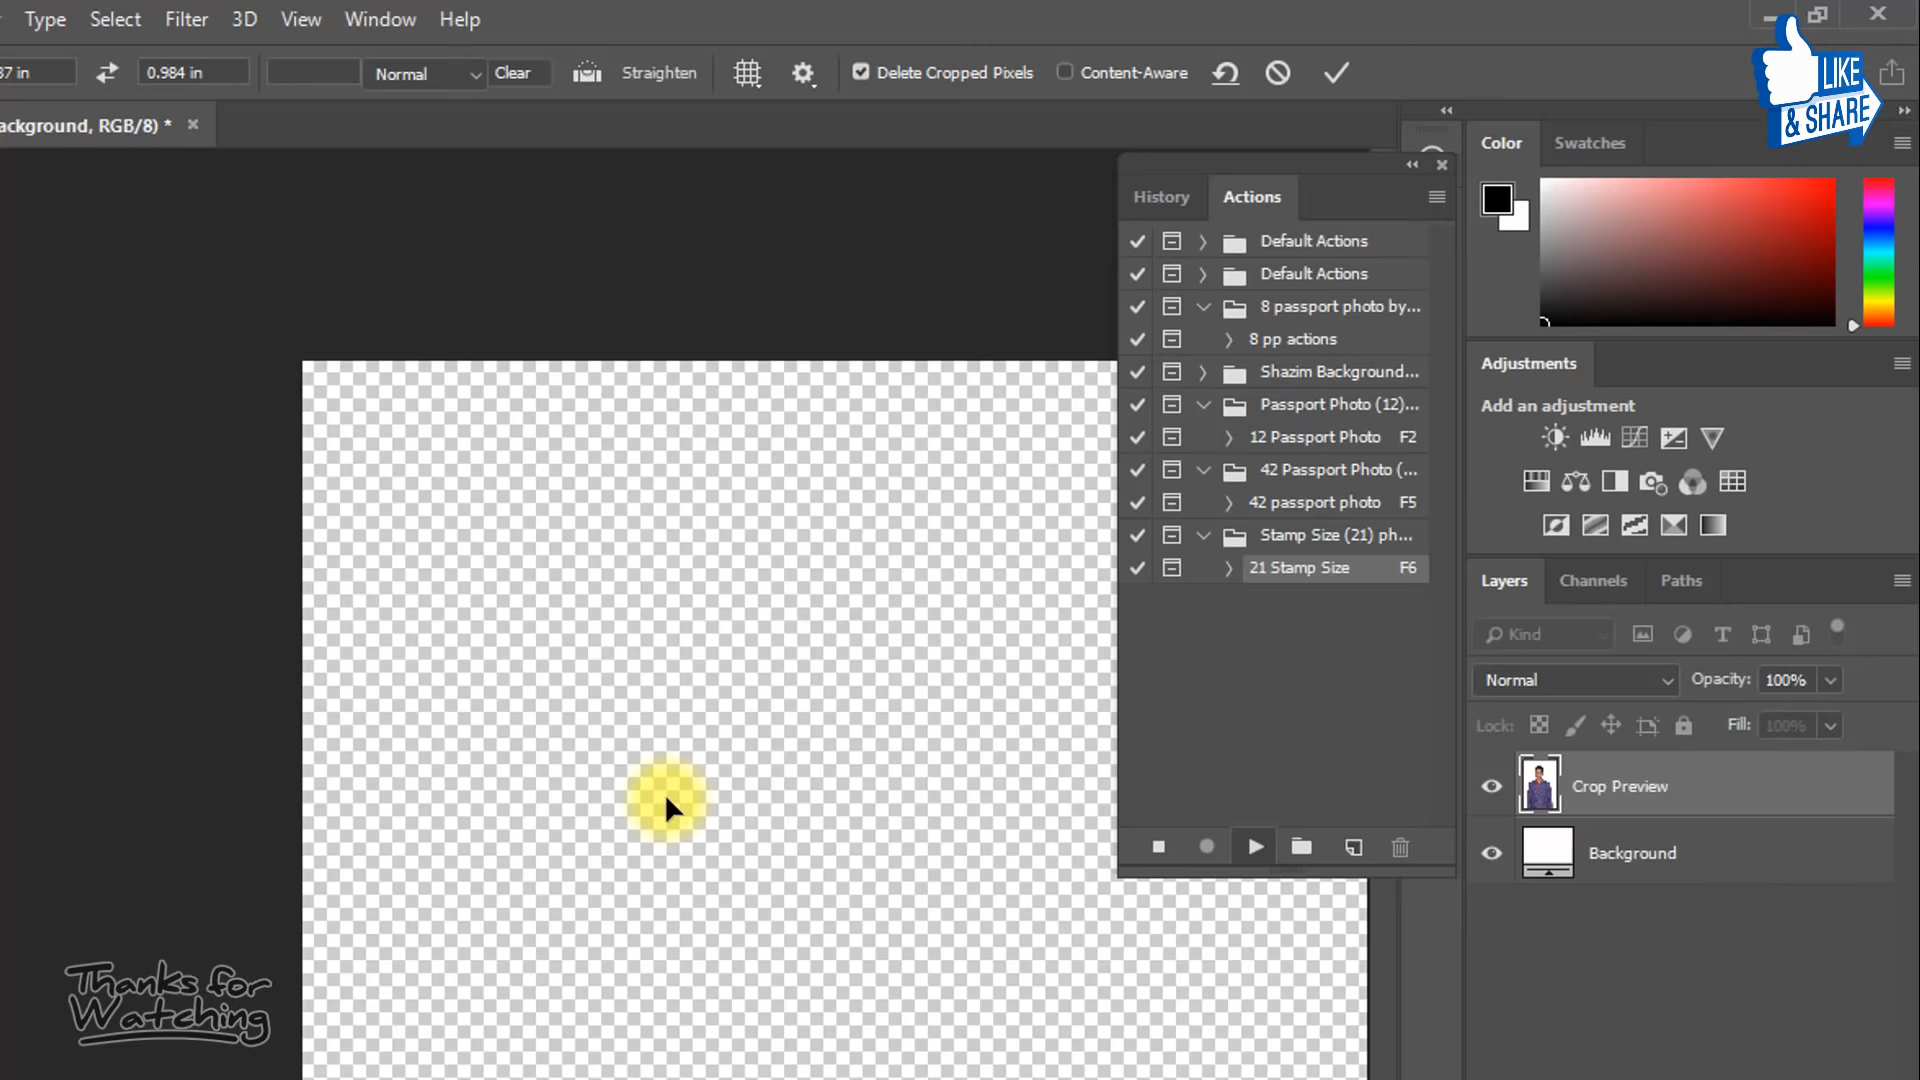 Type Select Filter 3D View Window Help
37 in 0.984 in Normal Clear Straighten Delete Cropped Pixels Content-Aware
LIKE
& SHARE
ackground, RGB/8) *
Color Swatches
History Actions
Default Actions
Default Actions
8 passport photo by...
8 pp actions
Shazim Background...
Passport Photo (12)...
12 Passport Photo F2
42 Passport Photo (...
42 passport photo F5
Stamp Size (21) ph...
21 Stamp Size F6
Adjustments
Add an adjustment
Layers Channels Paths
Kind
Normal Opacity: 100%
Lock: Fill: 100%
Crop Preview
Background
Thanks for
Watching